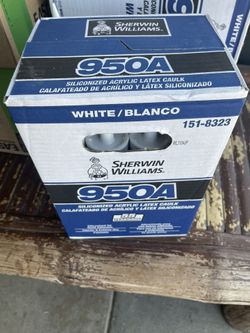 SHERWIN
WILLIAMS
950A
SILICONIZED ACRYLIC LATEX CAULK
CALAFATEADO DE ACRÍLICO Y LÁTEX SILICONIZADO
WHITE/BLANCO
151-8323
SHERWIN
WILLIAMS
950A
SILICONIZED ACRYLIC LATEX CAULK
CALAFATEADO DE ACRÍLICO Y LÁTEX SILICONIZADO
55